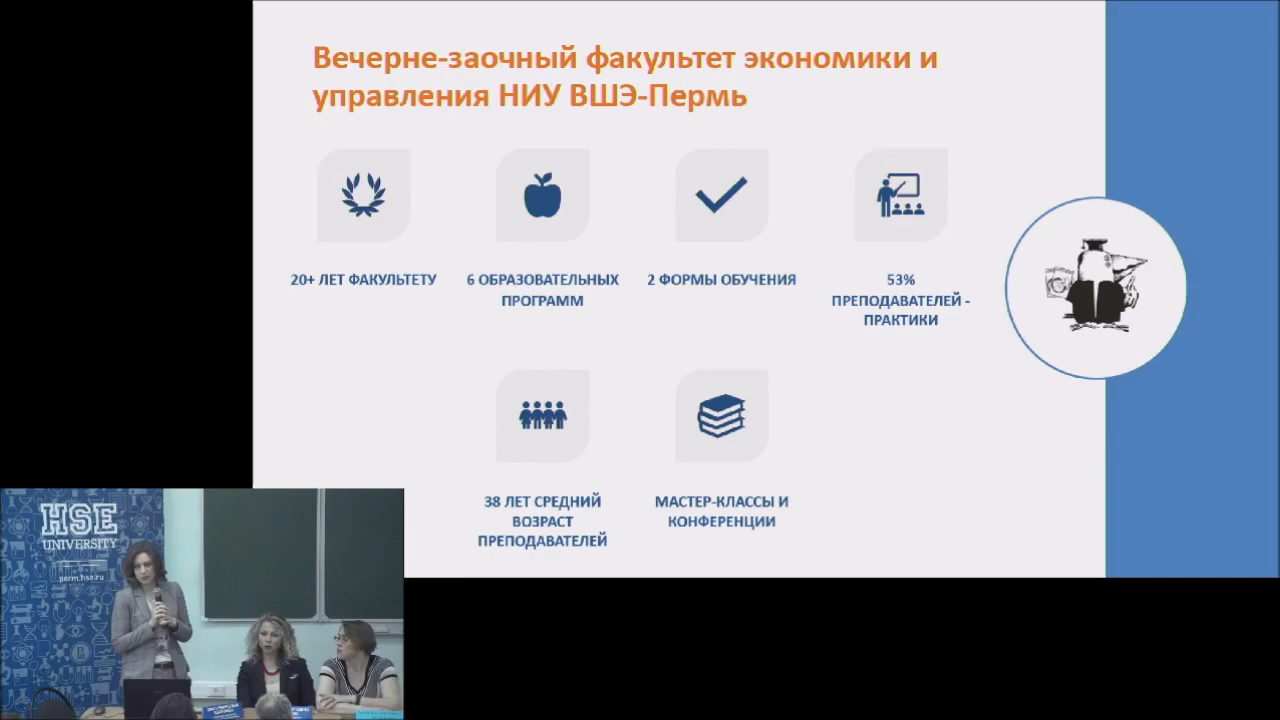 Вечерне-заочный факультет экономики и
управления НИУ ВШЭ-Пермь
20+ ЛЕТ ФАКУЛЬТЕТУ
6 ОБРАЗОВАТЕЛЬНЫХ
ПРОГРАММ
2 ФОРМЫ ОБУЧЕНИЯ
53%
ПРЕПОДАВАТЕЛЕЙ -
ПРАКТИКИ
38 ЛЕТ СРЕДНИЙ
ВОЗРАСТ
ПРЕПОДАВАТЕЛЕЙ
МАСТЕР-КЛАССЫ И
КОНФЕРЕНЦИИ
HSE
UNIVERSITY
perm.hse.ru